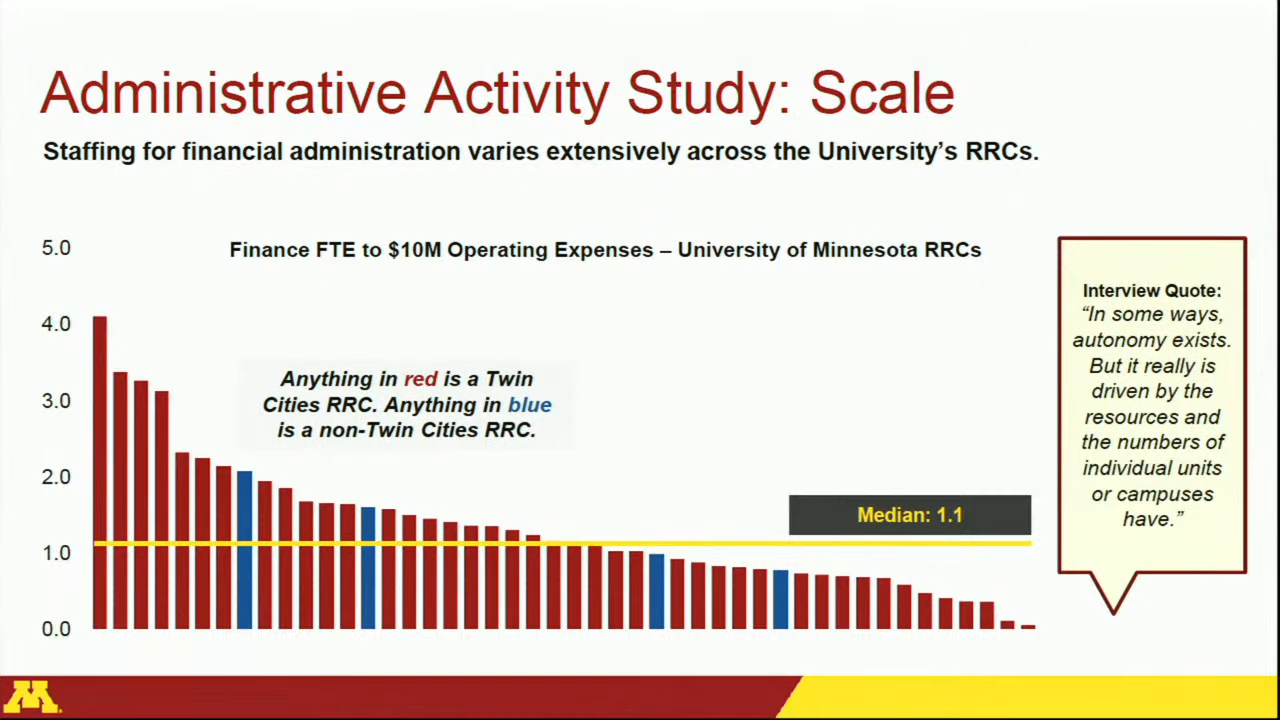 Administrative Activity Study: Scale
Staffing for financial administration varies extensively across the University’s RRCs.
Finance FTE to $10M Operating Expenses – University of Minnesota RRCs
5.0
4.0
3.0
2.0
1.0
0.0
Anything in red is a Twin
Cities RRC. Anything in blue
is a non-Twin Cities RRC.
Median: 1.1
Interview Quote:
“In some ways,
autonomy exists.
But it really is
driven by the
resources and
the numbers of
individual units
or campuses
have.”
M